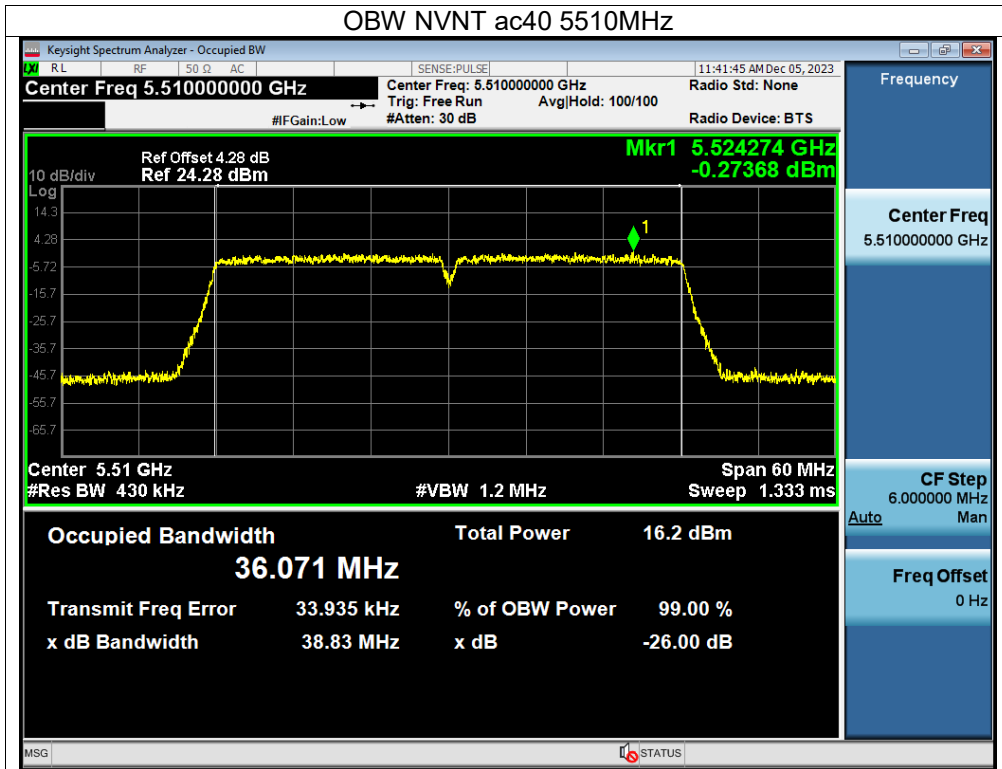 OBW NVNT ac40 5510MHz
Keysight Spectrum Analyzer - Occupied BW
LXI RL RF 50 Ω AC SENSE:PULSE 11:41:45 AM Dec 05, 2023
Center Freq 5.510000000 GHz Center Freq: 5.510000000 GHz Radio Std: None
Trig: Free Run Avg|Hold: 100/100
#IFGain:Low #Atten: 30 dB Radio Device: BTS
Frequency
Mkr1 5.524274 GHz
-0.27368 dBm
Ref Offset 4.28 dB
10 dB/div Ref 24.28 dBm
Log
14.3
4.28
-5.72
-15.7
-25.7
-35.7
-45.7
-55.7
-65.7
1
Center 5.51 GHz Span 60 MHz
#Res BW 430 kHz #VBW 1.2 MHz Sweep 1.333 ms
Center Freq
5.510000000 GHz
CF Step
6.000000 MHz
Auto Man
Freq Offset
0 Hz
Occupied Bandwidth Total Power 16.2 dBm
36.071 MHz
Transmit Freq Error 33.935 kHz % of OBW Power 99.00 %
x dB Bandwidth 38.83 MHz x dB -26.00 dB
MSG STATUS